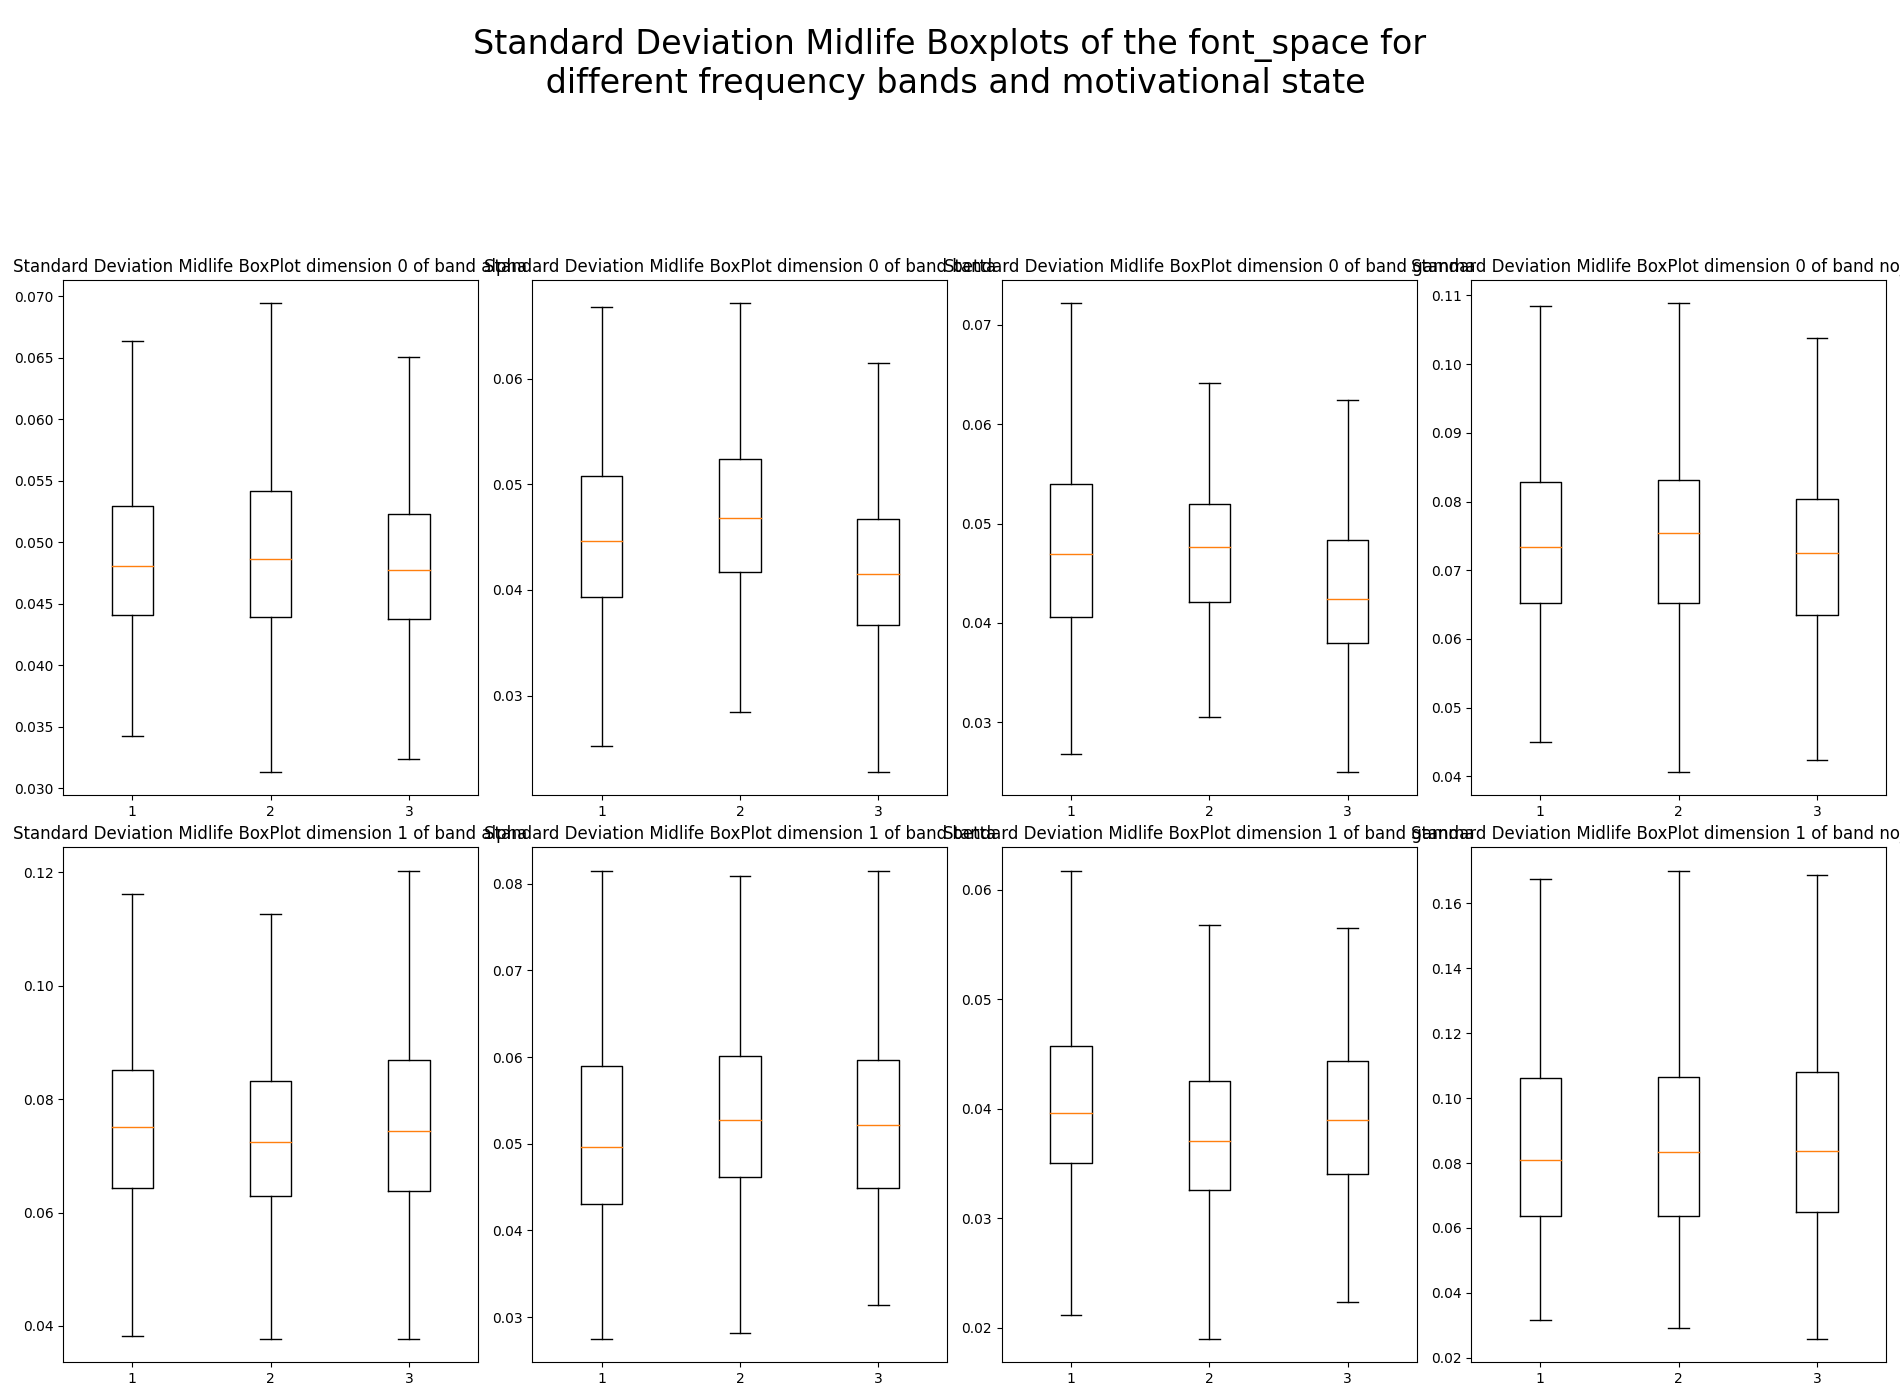 Standard Deviation Midlife Boxplots of the font_space for
different frequency bands and motivational state
Standard Deviation Midlife BoxPlot dimension 0 of band alpha
0.070
0.065
0.060
0.055
0.050
0.045
0.040
0.035
0.030
1 2 3
Standard Deviation Midlife BoxPlot dimension 0 of band beta
0.06
0.05
0.04
0.03
1 2 3
Standard Deviation Midlife BoxPlot dimension 0 of band gamma
0.07
0.06
0.05
0.04
0.03
1 2 3
Standard Deviation Midlife BoxPlot dimension 0 of band no
0.11
0.10
0.09
0.08
0.07
0.06
0.05
0.04
1 2 3
Standard Deviation Midlife BoxPlot dimension 1 of band alpha
0.12
0.10
0.08
0.06
0.04
1 2 3
Standard Deviation Midlife BoxPlot dimension 1 of band beta
0.08
0.07
0.06
0.05
0.04
0.03
1 2 3
Standard Deviation Midlife BoxPlot dimension 1 of band gamma
0.06
0.05
0.04
0.03
0.02
1 2 3
Standard Deviation Midlife BoxPlot dimension 1 of band no
0.16
0.14
0.12
0.10
0.08
0.06
0.04
0.02
1 2 3